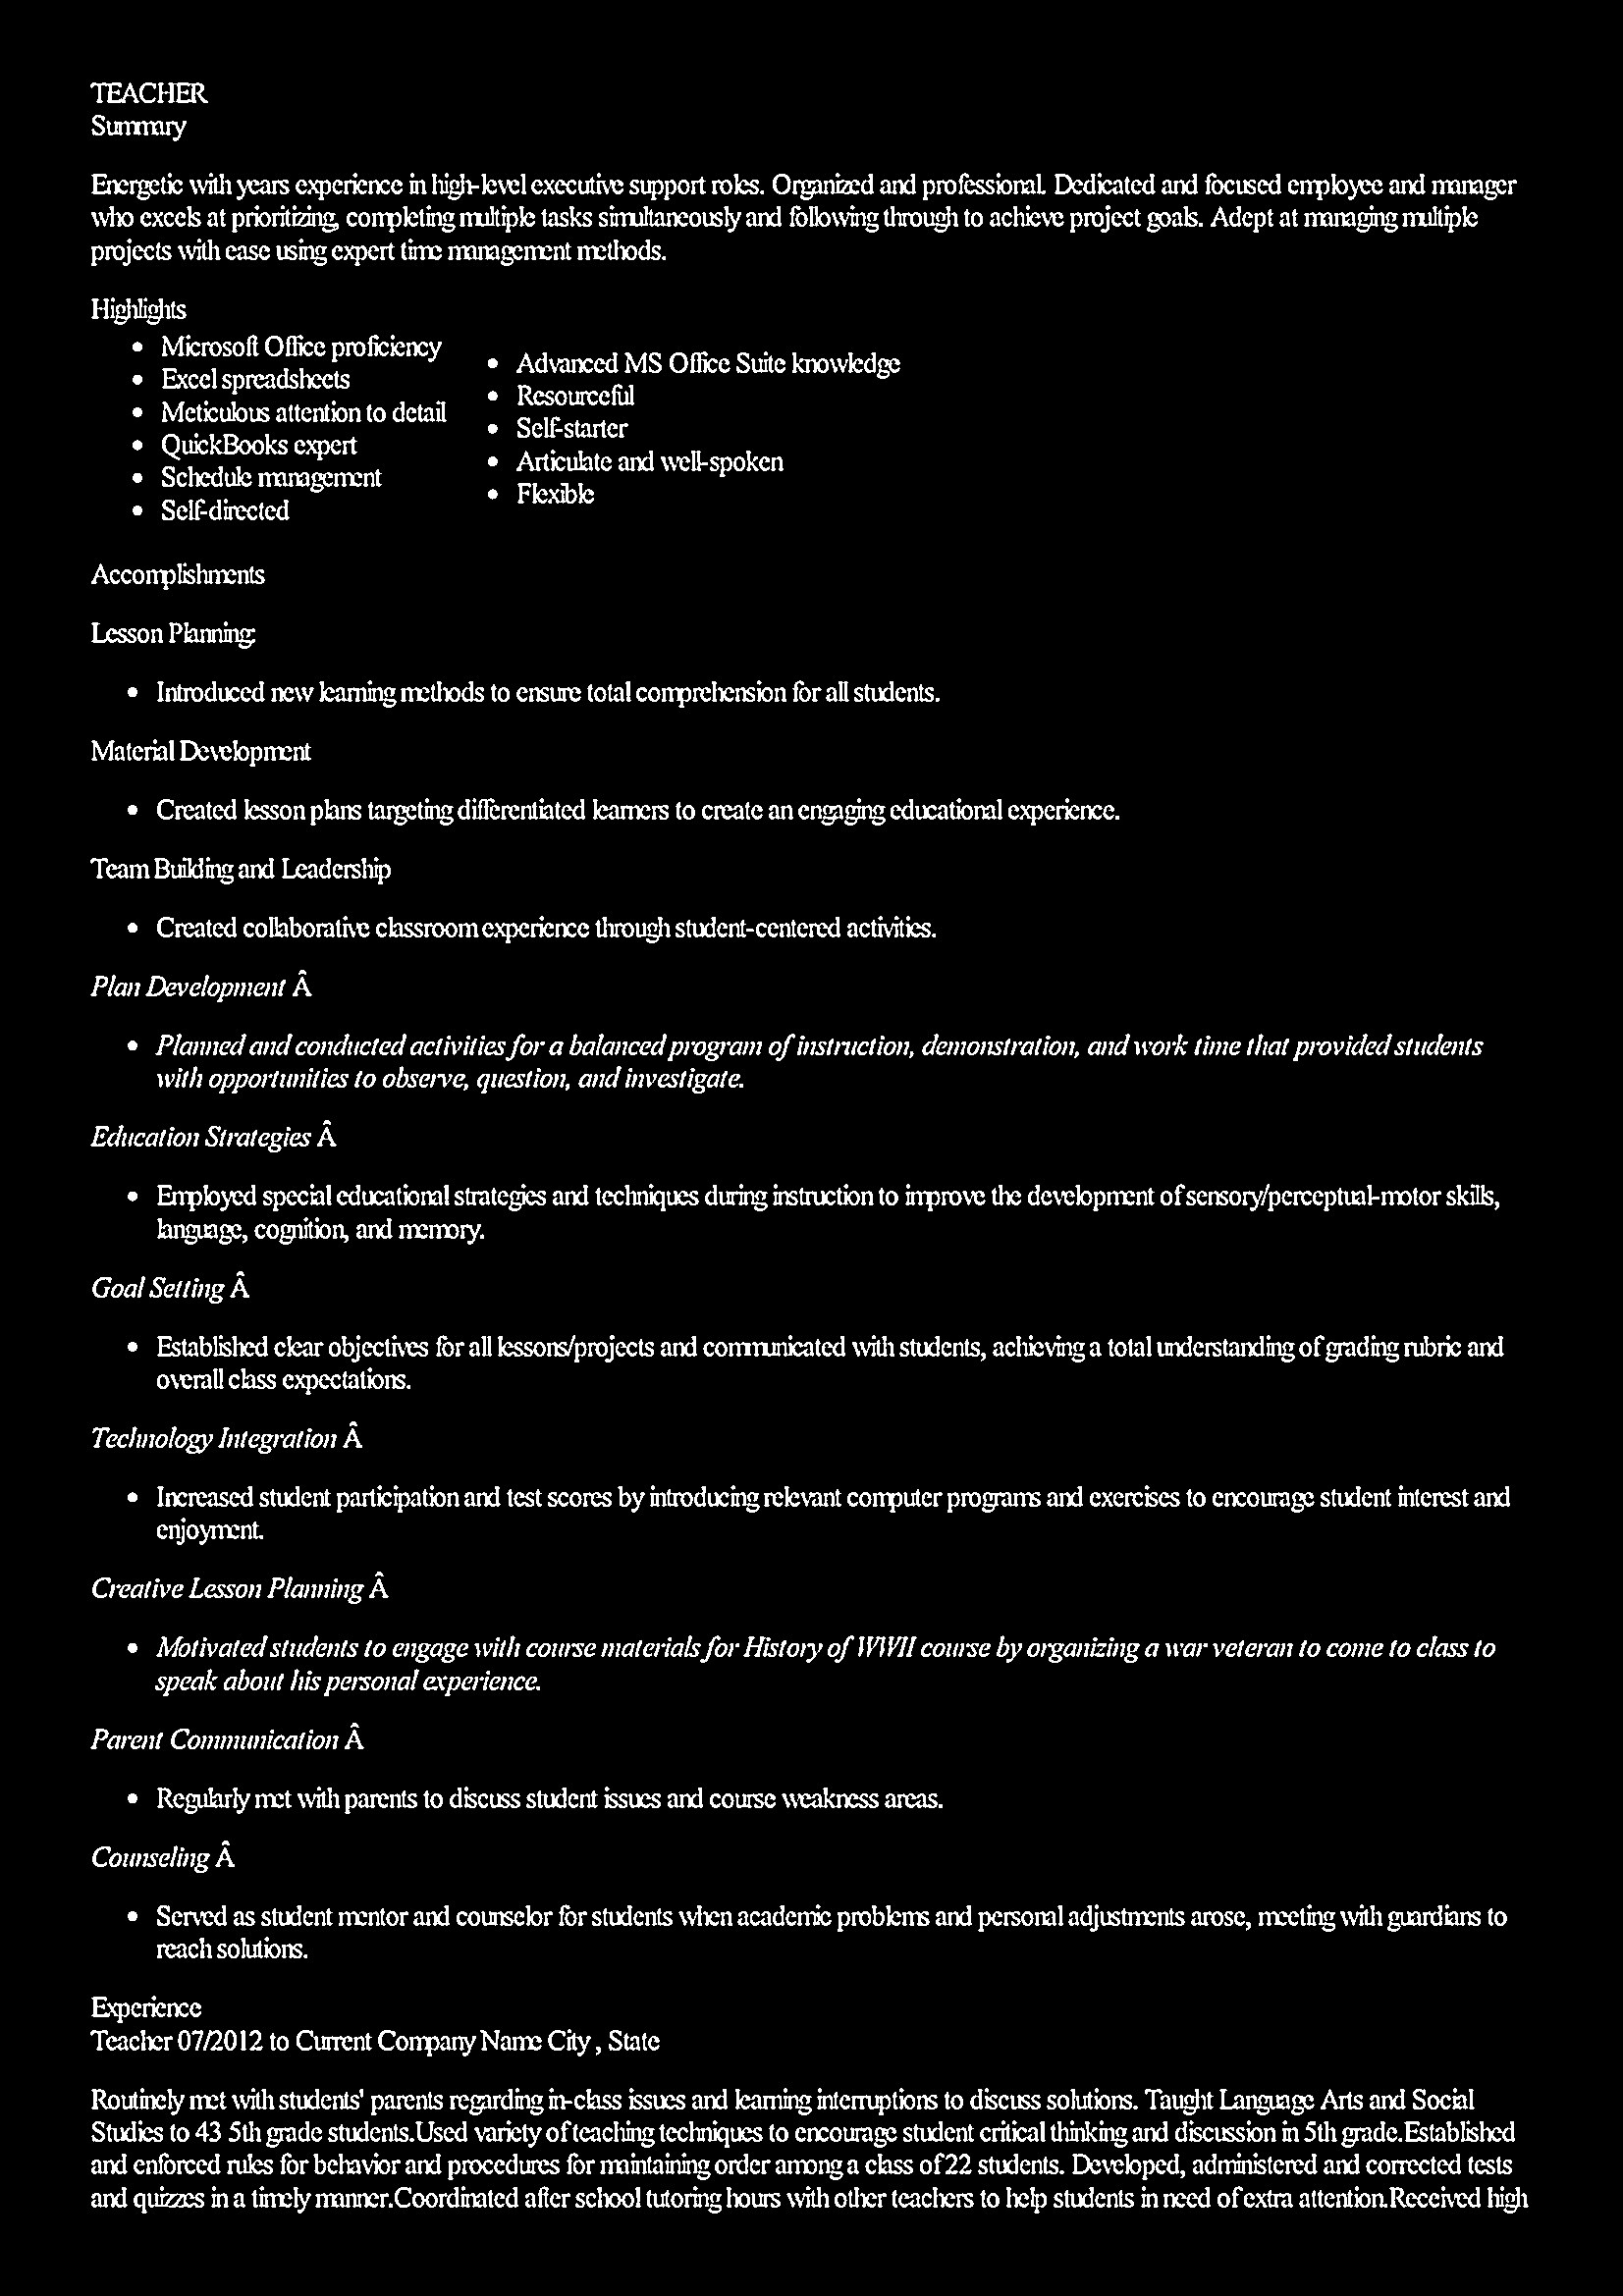 TEACHER
Summary
Energetic with years experience in high-level executive support roles. Organized and professional. Dedicated and focused employee and manager
who excels at prioritizing, completing multiple tasks simultaneously and following through to achieve project goals. Adept at managing multiple
projects with ease using expert time management methods.
Highlights
• Microsoft Office proficiency
• Excel spreadsheets
• Meticulous attention to detail
• QuickBooks expert
• Schedule management
• Self-directed
• Advanced MS Office Suite knowledge
• Resourceful
• Self-starter
• Articulate and well-spoken
• Flexible
Accomplishments
Lesson Planning:
• Introduced new learning methods to ensure total comprehension for all students.
Material Development
• Created lesson plans targeting differentiated learners to create an engaging educational experience.
Team Building and Leadership
• Created collaborative classroom experience through student-centered activities.
Plan Development Â
• Planned and conducted activities for a balanced program of instruction, demonstration, and work time that provided students
with opportunities to observe, question, and investigate.
Education Strategies Â
• Employed special educational strategies and techniques during instruction to improve the development of sensory/perceptual-motor skills,
language, cognition, and memory.
Goal Setting Â
• Established clear objectives for all lessons/projects and communicated with students, achieving a total understanding of grading rubric and
overall class expectations.
Technology Integration Â
• Increased student participation and test scores by introducing relevant computer programs and exercises to encourage student interest and
enjoyment.
Creative Lesson Planning Â
• Motivated students to engage with course materials for History of WWII course by organizing a war veteran to come to class to
speak about his personal experience.
Parent Communication Â
• Regularly met with parents to discuss student issues and course weakness areas.
Counseling Â
• Served as student mentor and counselor for students when academic problems and personal adjustments arose, meeting with guardians to
reach solutions.
Experience
Teacher 07/2012 to Current Company Name City , State
Routinely met with students' parents regarding in-class issues and learning interruptions to discuss solutions. Taught Language Arts and Social
Studies to 43 5th grade students.Used variety of teaching techniques to encourage student critical thinking and discussion in 5th grade.Established
and enforced rules for behavior and procedures for maintaining order among a class of 22 students. Developed, administered and corrected tests
and quizzes in a timely manner.Coordinated after school tutoring hours with other teachers to help students in need of extra attention.Received high